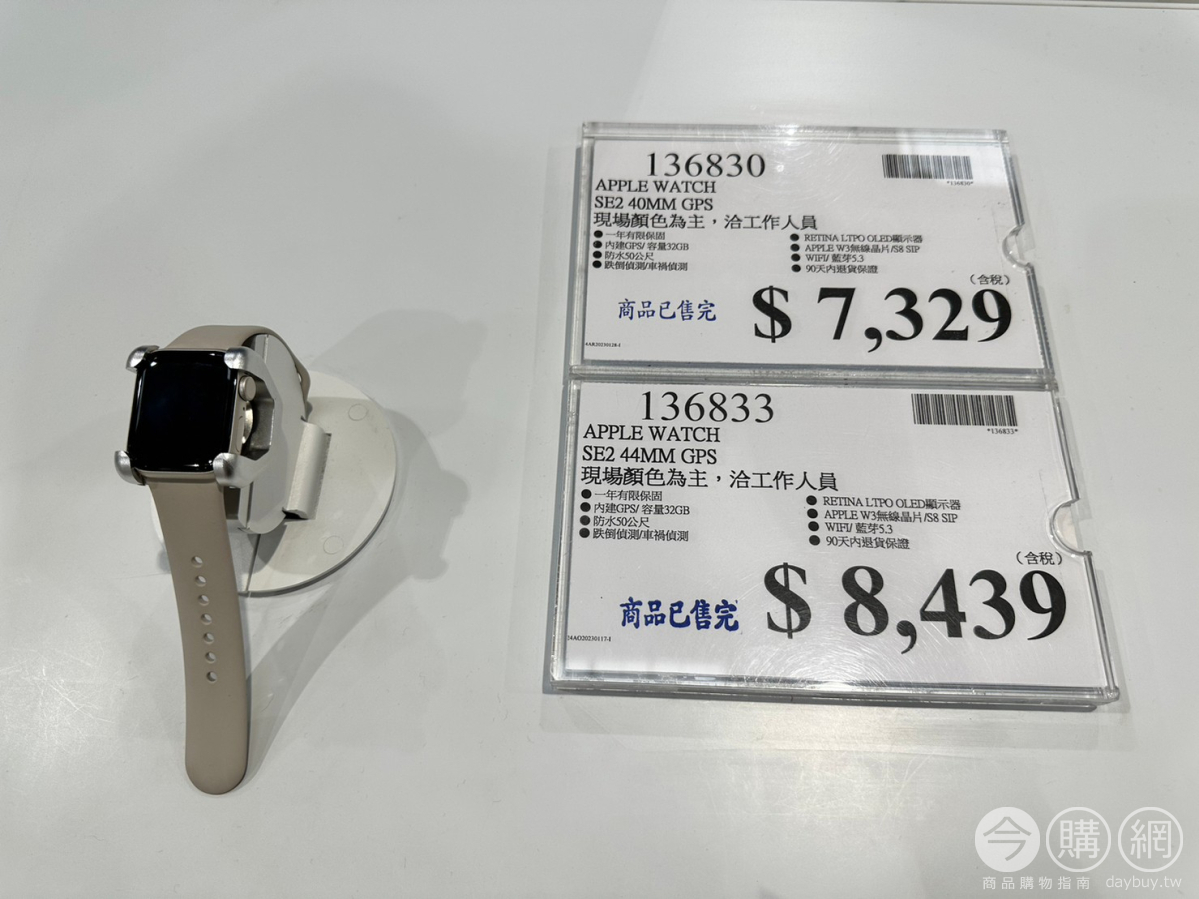 136830
*136830*
APPLE WATCH
SE2 40MM GPS
現場顏色為主，洽工作人員
●一年有限保固
●內建GPS/ 容量32GB
●防水50公尺
●跌倒偵測/車禍偵測
● RETINA LTPO OLED顯示器
● APPLE W3無線晶片/S8 SIP
● WIFI/ 藍芽5.3
● 90天內退貨保證
（含稅）
商品已售完
$ 7,329
136833
*136833*
APPLE WATCH
SE2 44MM GPS
現場顏色為主，洽工作人員
●一年有限保固
●內建GPS/ 容量32GB
●防水50公尺
●跌倒偵測/車禍偵測
● RETINA LTPO OLED顯示器
● APPLE W3無線晶片/S8 SIP
● WIFI/ 藍芽5.3
● 90天內退貨保證
（含稅）
商品已售完
$ 8,439
今購網
商品購物指南 daybuy.tw